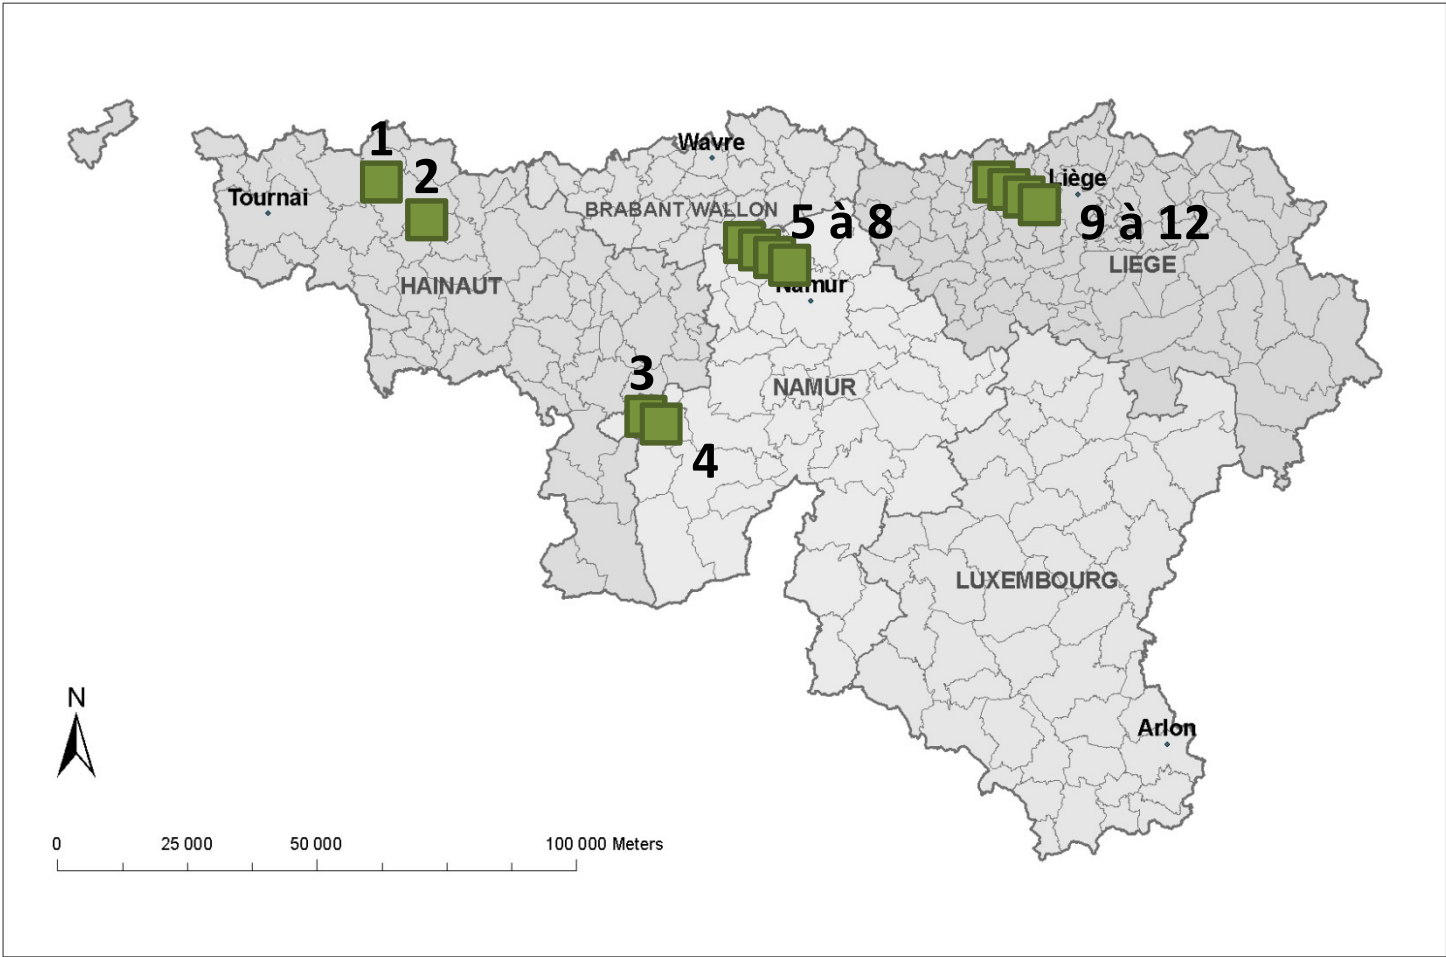 1
Wavre
2
Liège
Tournai
BRABANT WALLON
5 à 8
9 à 12
LIEGE
HAINAUT
Namur
3
NAMUR
4
LUXEMBOURG
N
Arlon
0 25 000 50 000 100 000 Meters